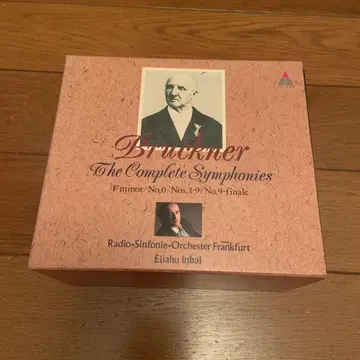 Bruckner
The Complete Symphonies
F minor No.0 Nos.1-9 No.9-finale
Radio-Sinfonie-Orchester Frankfurt
Eliahu Inbal